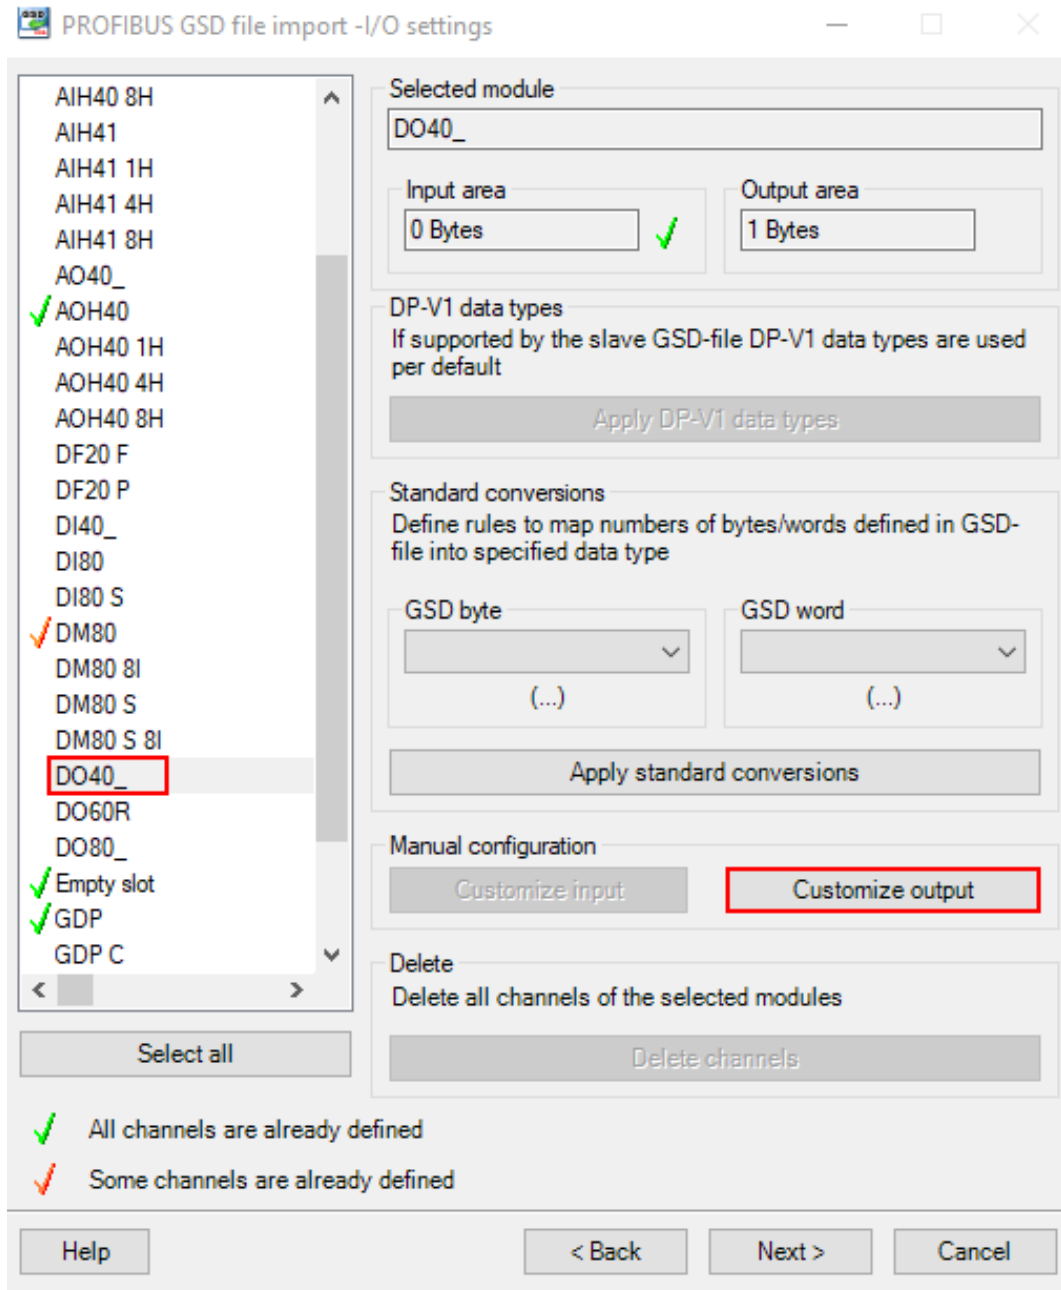 PROFIBUS GSD file import -I/O settings
AIH40 8H
AIH41
AIH41 1H
AIH41 4H
AIH41 8H
AO40_
AOH40
AOH40 1H
AOH40 4H
AOH40 8H
DF20 F
DF20 P
DI40_
DI80
DI80 S
DM80
DM80 8I
DM80 S
DM80 S 8I
DO40_
DO60R
DO80_
Empty slot
GDP
GDP C
Select all
All channels are already defined
Some channels are already defined
Selected module
DO40_
Input area
0 Bytes
Output area
1 Bytes
DP-V1 data types
If supported by the slave GSD-file DP-V1 data types are used
per default
Apply DP-V1 data types
Standard conversions
Define rules to map numbers of bytes/words defined in GSD-
file into specified data type
GSD byte
(...)
GSD word
(...)
Apply standard conversions
Manual configuration
Customize input
Customize output
Delete
Delete all channels of the selected modules
Delete channels
Help
< Back
Next >
Cancel